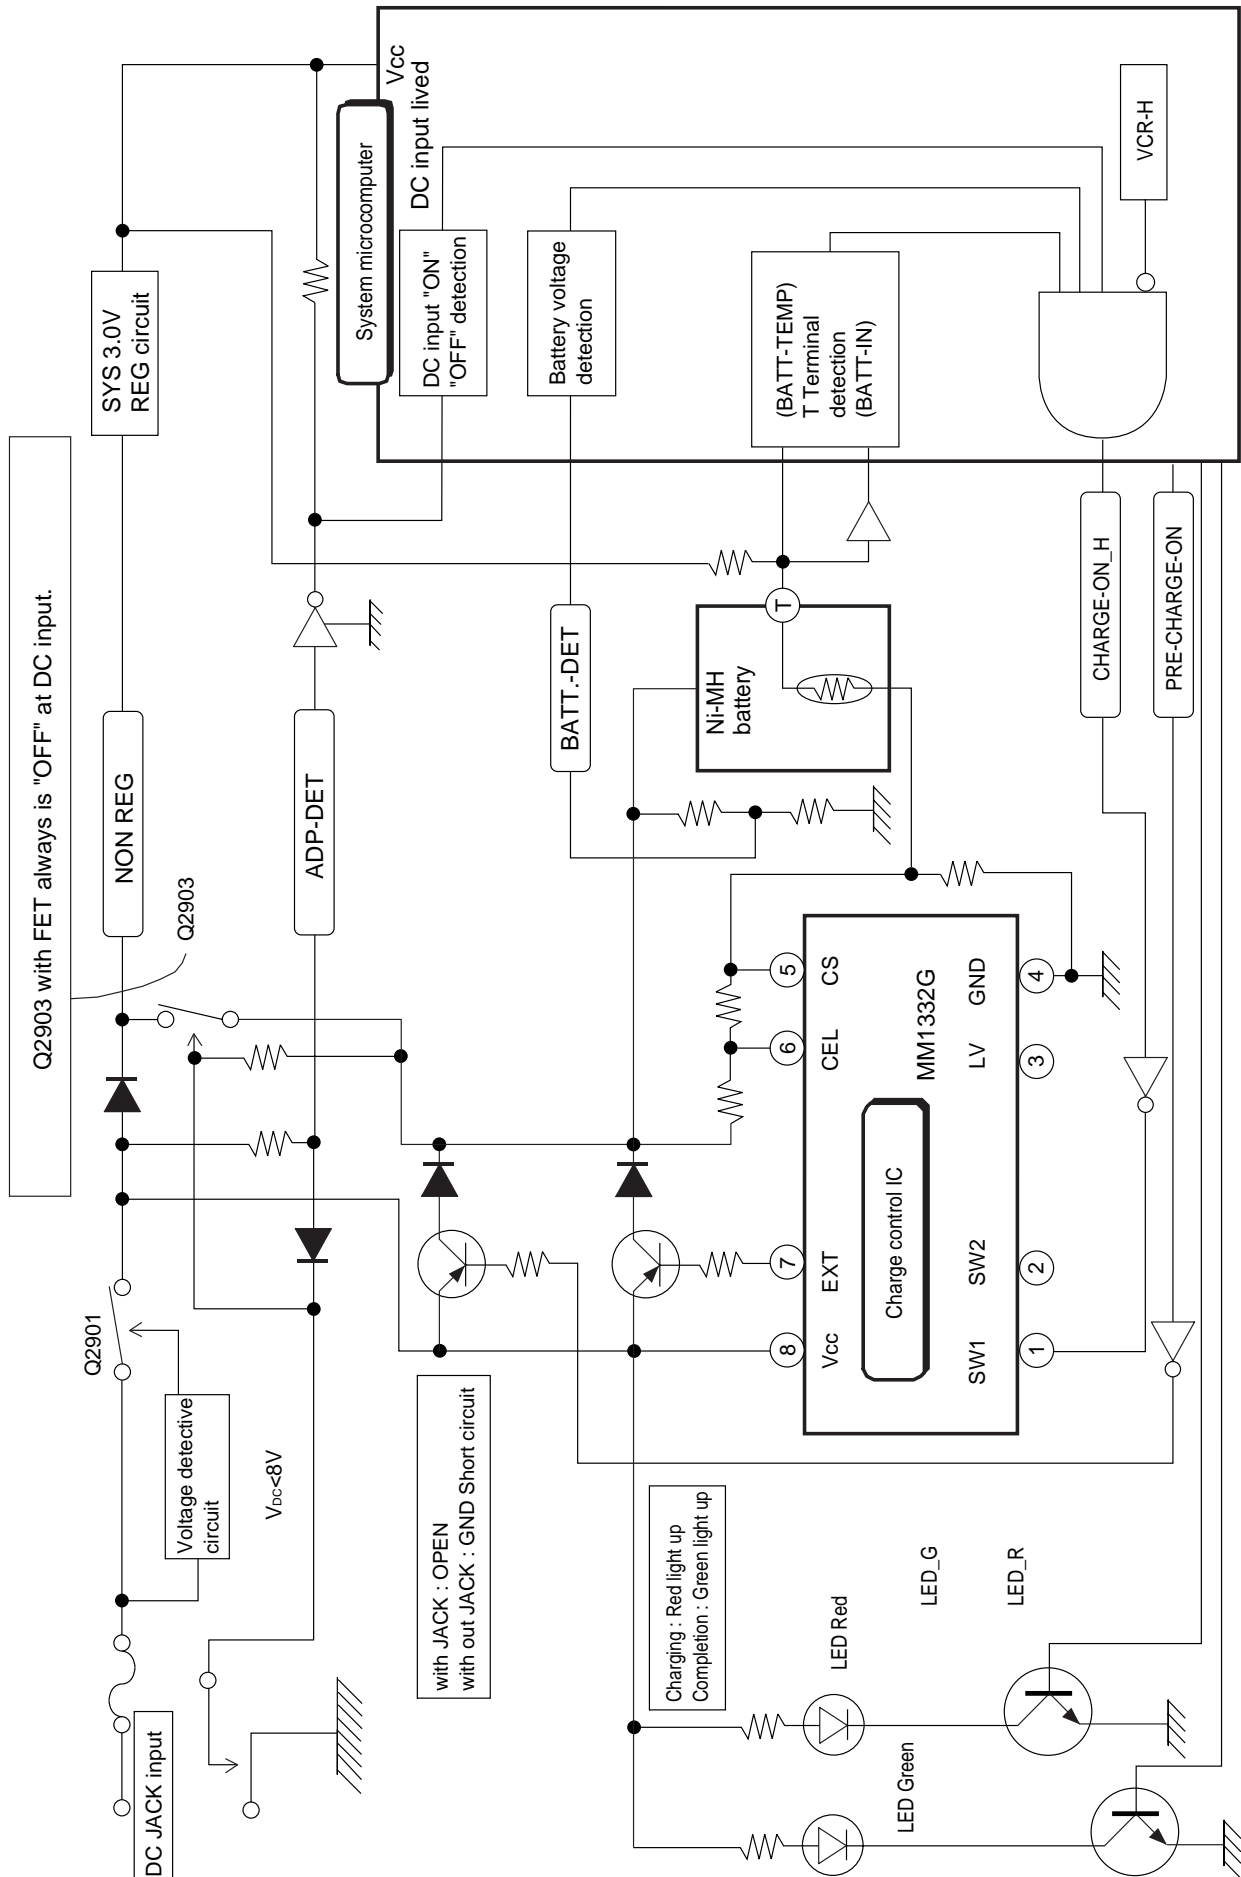 Q2903 with FET always is "OFF" at DC input.
DC JACK input
Voltage detective
circuit
Q2901
VDC<8V
Q2903
NON REG
SYS 3.0V
REG circuit
ADP-DET
with JACK : OPEN
with out JACK : GND Short circuit
System microcomputer
Vcc
DC input lived
DC input "ON"
"OFF" detection
BATT.-DET
Battery voltage
detection
Ni-MH
battery
T
(BATT-TEMP)
T Terminal
detection
(BATT-IN)
VCR-H
Charging : Red light up
Completion : Green light up
8
7
6
5
Vcc
EXT
CEL
CS
Charge control IC
MM1332G
SW1
SW2
LV
GND
1
2
3
4
CHARGE-ON_H
PRE-CHARGE-ON
LED Red
LED Green
LED_G
LED_R